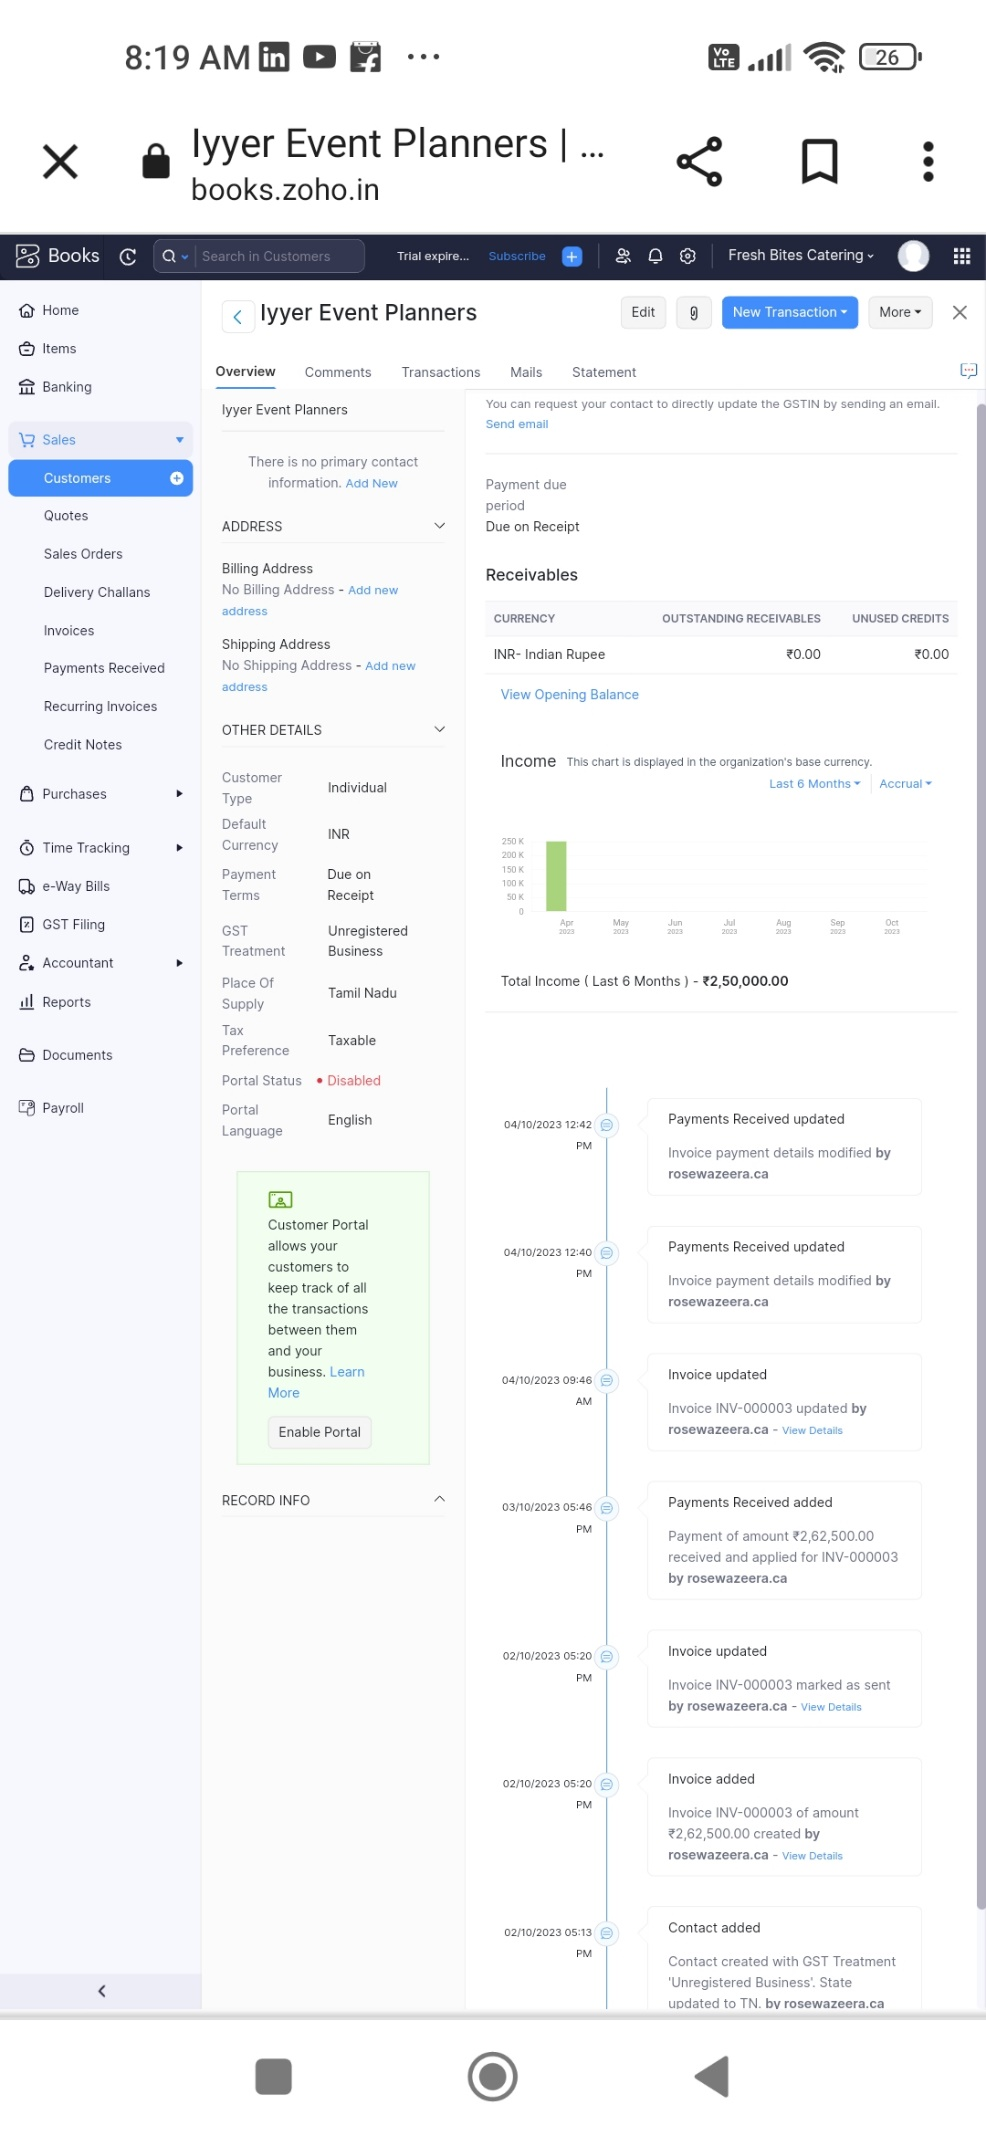 8:19 AM
Vo LTE
26
Iyyer Event Planners | ...
books.zoho.in
Books
Search in Customers
Trial expire...
Subscribe
Fresh Bites Catering
Home
Items
Banking
Sales
Customers
Quotes
Sales Orders
Delivery Challans
Invoices
Payments Received
Recurring Invoices
Credit Notes
Purchases
Time Tracking
e-Way Bills
GST Filing
Accountant
Reports
Documents
Payroll
Iyyer Event Planners
Edit
New Transaction
More
Overview
Comments
Transactions
Mails
Statement
Iyyer Event Planners
There is no primary contact
information. Add New
ADDRESS
Billing Address
No Billing Address - Add new
address
Shipping Address
No Shipping Address - Add new
address
OTHER DETAILS
Customer
Type
Individual
Default
Currency
INR
Payment
Terms
Due on
Receipt
GST
Treatment
Unregistered
Business
Place Of
Supply
Tamil Nadu
Tax
Preference
Taxable
Portal Status
Disabled
Portal
Language
English
Customer Portal
allows your
customers to
keep track of all
the transactions
between them
and your
business. Learn
More
Enable Portal
RECORD INFO
You can request your contact to directly update the GSTIN by sending an email.
Send email
Payment due
period
Due on Receipt
Receivables
CURRENCY OUTSTANDING RECEIVABLES UNUSED CREDITS
INR- Indian Rupee ₹0.00 ₹0.00
View Opening Balance
Income This chart is displayed in the organization's base currency.
Last 6 Months Accrual
250 K
200 K
150 K
100 K
50 K
0
Apr May Jun Jul Aug Sep Oct
2023 2023 2023 2023 2023 2023 2023
Total Income ( Last 6 Months ) - ₹2,50,000.00
04/10/2023 12:42
PM
Payments Received updated
Invoice payment details modified by
rosewazeera.ca
04/10/2023 12:40
PM
Payments Received updated
Invoice payment details modified by
rosewazeera.ca
04/10/2023 09:46
AM
Invoice updated
Invoice INV-000003 updated by
rosewazeera.ca - View Details
03/10/2023 05:46
PM
Payments Received added
Payment of amount ₹2,62,500.00
received and applied for INV-000003
by rosewazeera.ca
02/10/2023 05:20
PM
Invoice updated
Invoice INV-000003 marked as sent
by rosewazeera.ca - View Details
02/10/2023 05:20
PM
Invoice added
Invoice INV-000003 of amount
₹2,62,500.00 created by
rosewazeera.ca - View Details
02/10/2023 05:13
PM
Contact added
Contact created with GST Treatment
'Unregistered Business'. State
updated to TN. by rosewazeera.ca